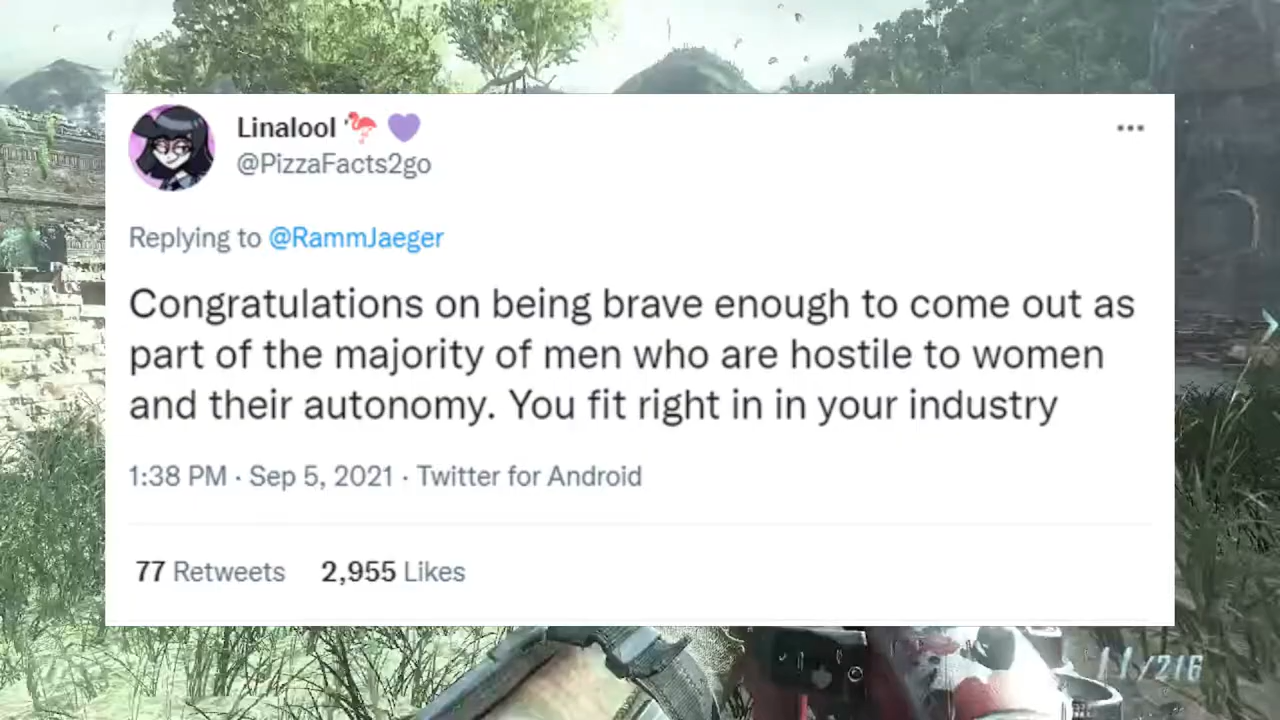 Linalool 🦩 💜
@PizzaFacts2go
Replying to @RammJaeger
Congratulations on being brave enough to come out as
part of the majority of men who are hostile to women
and their autonomy. You fit right in in your industry
1:38 PM · Sep 5, 2021 · Twitter for Android
77 Retweets 2,955 Likes
11/216